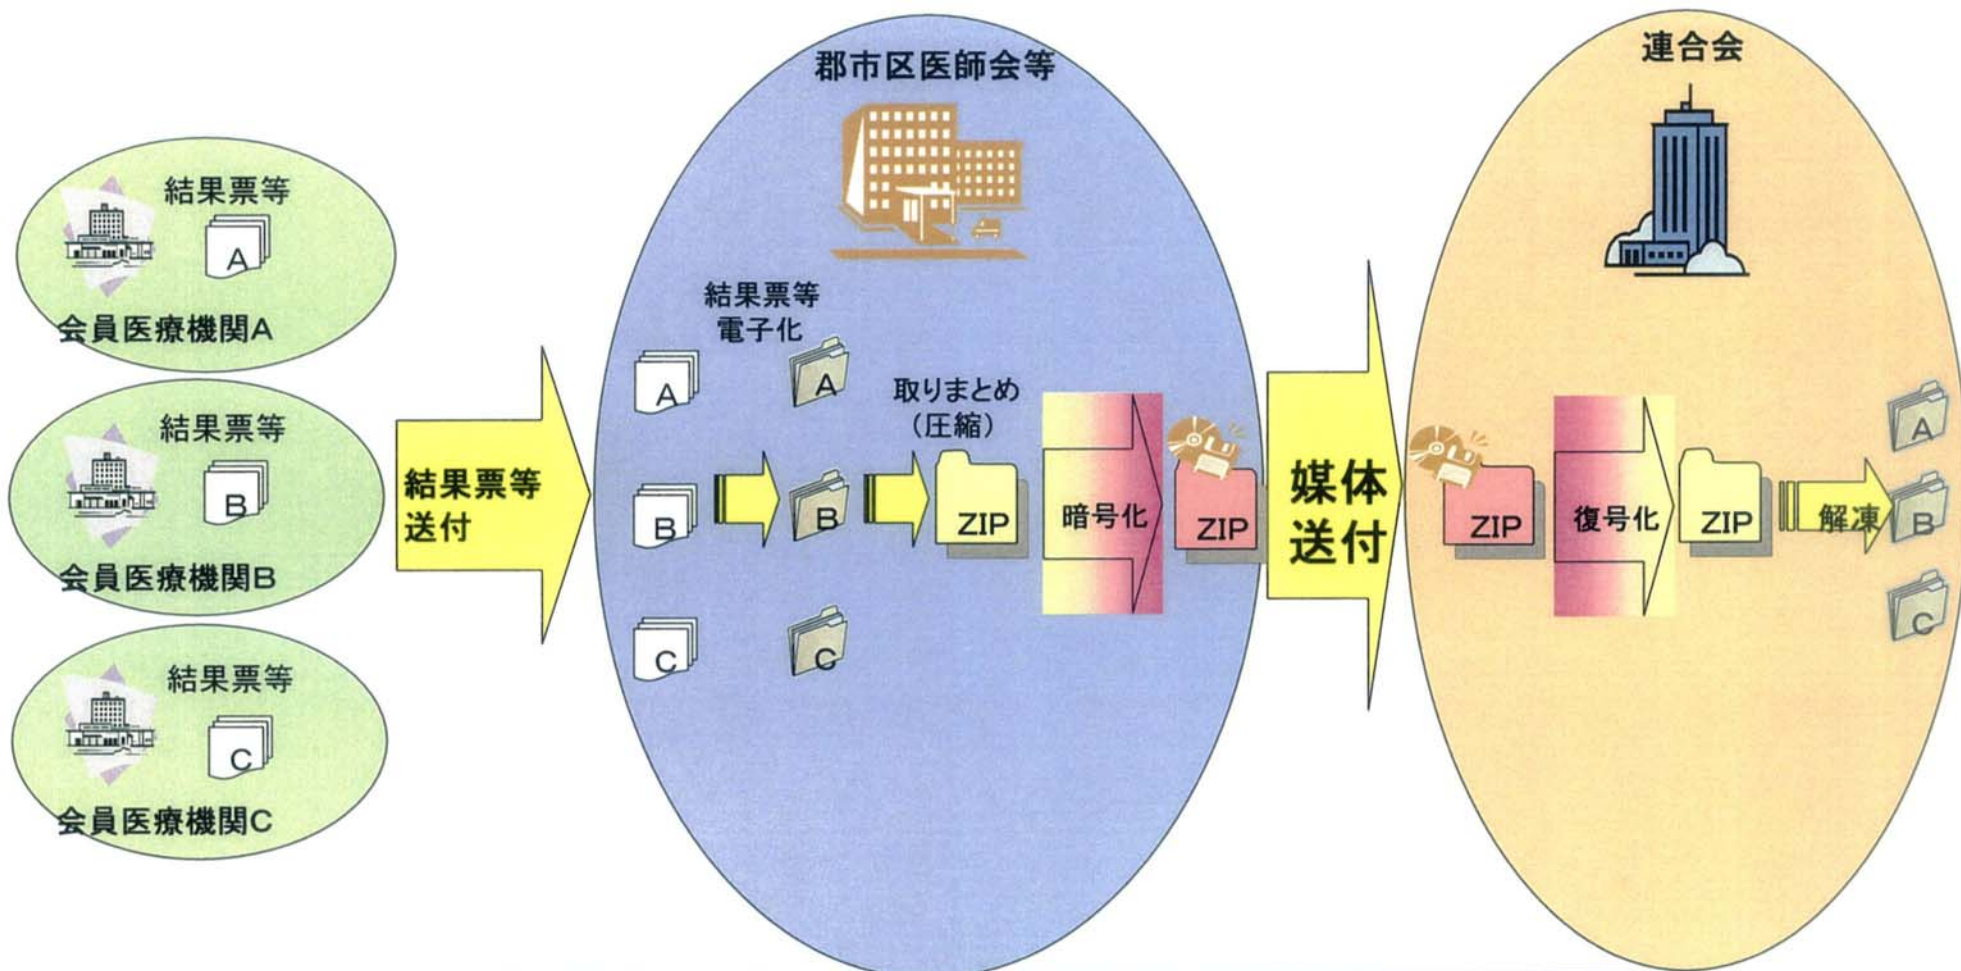 結果票等
A
会員医療機関A
結果票等
B
会員医療機関B
結果票等
C
会員医療機関C
結果票等
送付
郡市区医師会等
結果票等
電子化
A
A
B
B
C
C
取りまとめ
(圧縮)
ZIP
暗号化
ZIP
媒体
送付
連合会
ZIP
復号化
ZIP
解凍
A
B
C